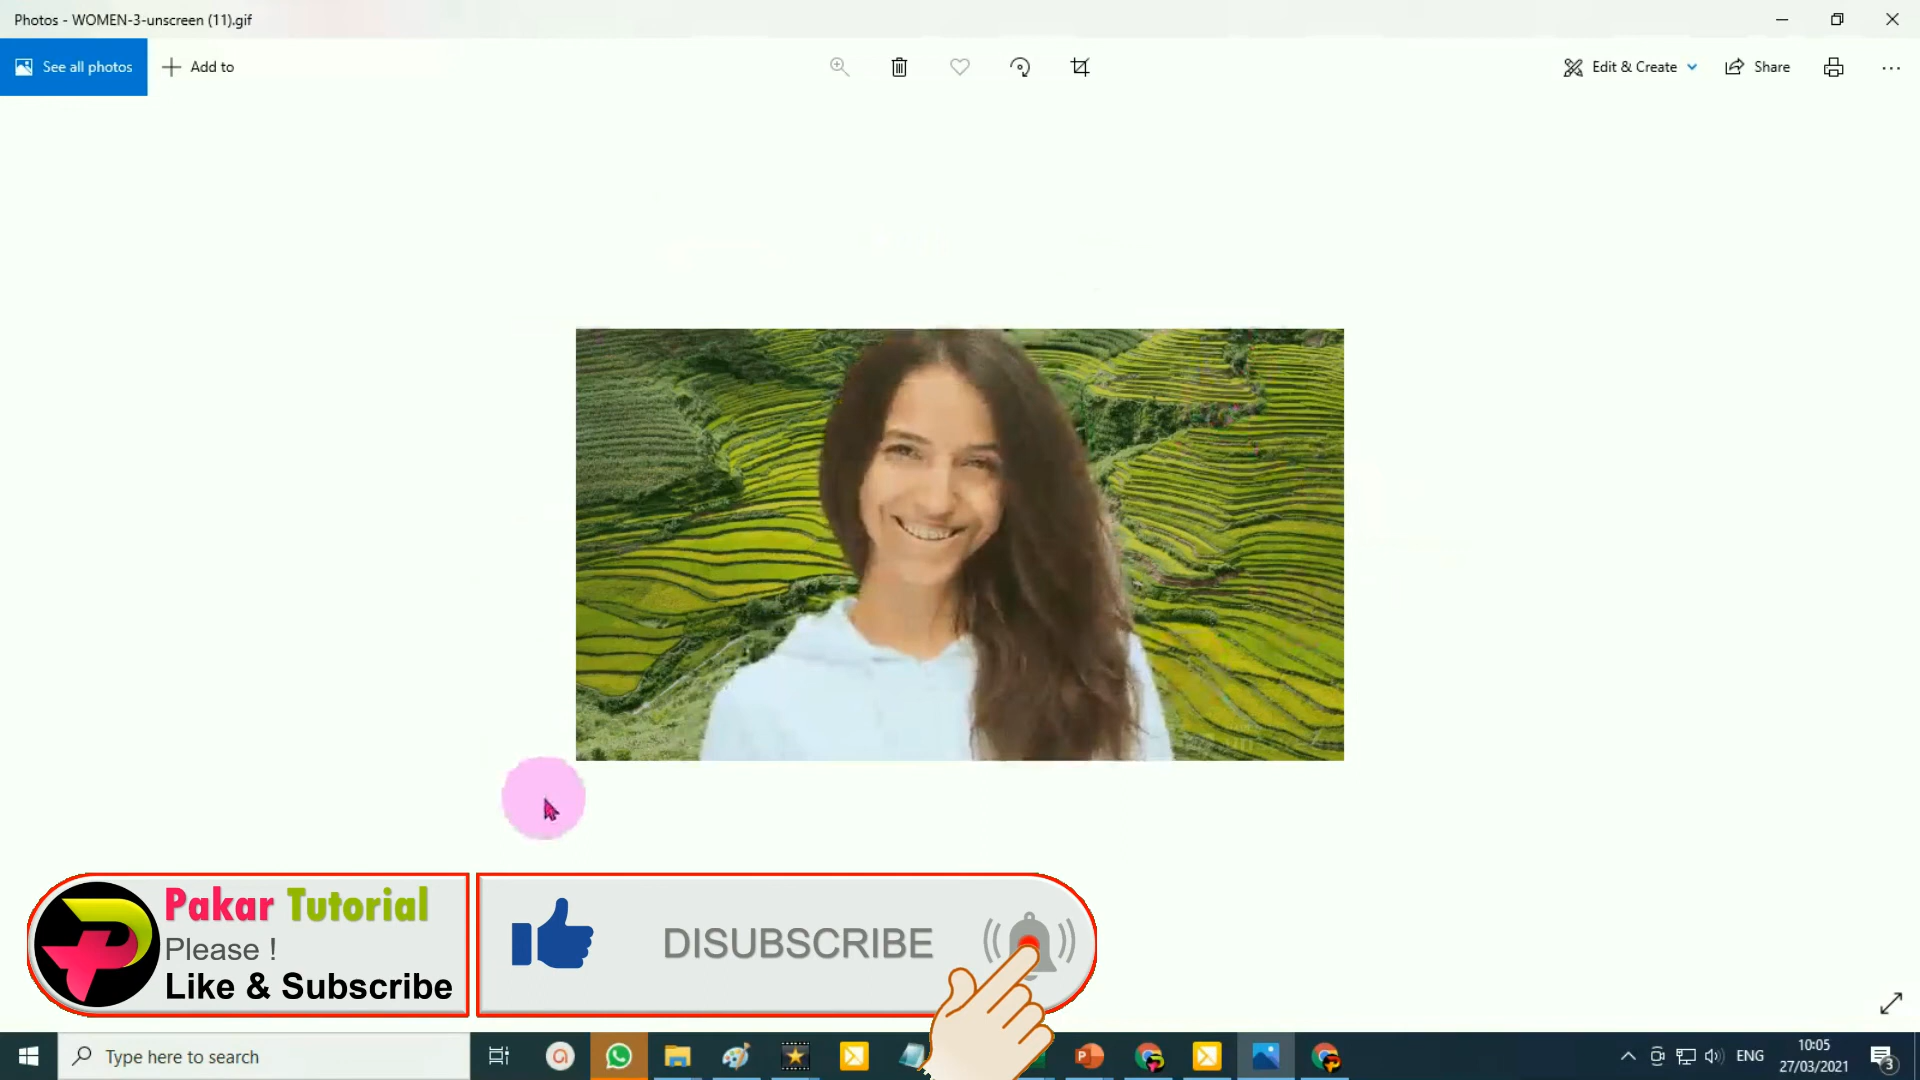 Photos - WOMEN-3-unscreen (11).gif
See all photos
Add to
Edit & Create
Share
Pakar Tutorial
Please !
Like & Subscribe
DISUBSCRIBE
Type here to search
ENG
10:05
27/03/2021
3